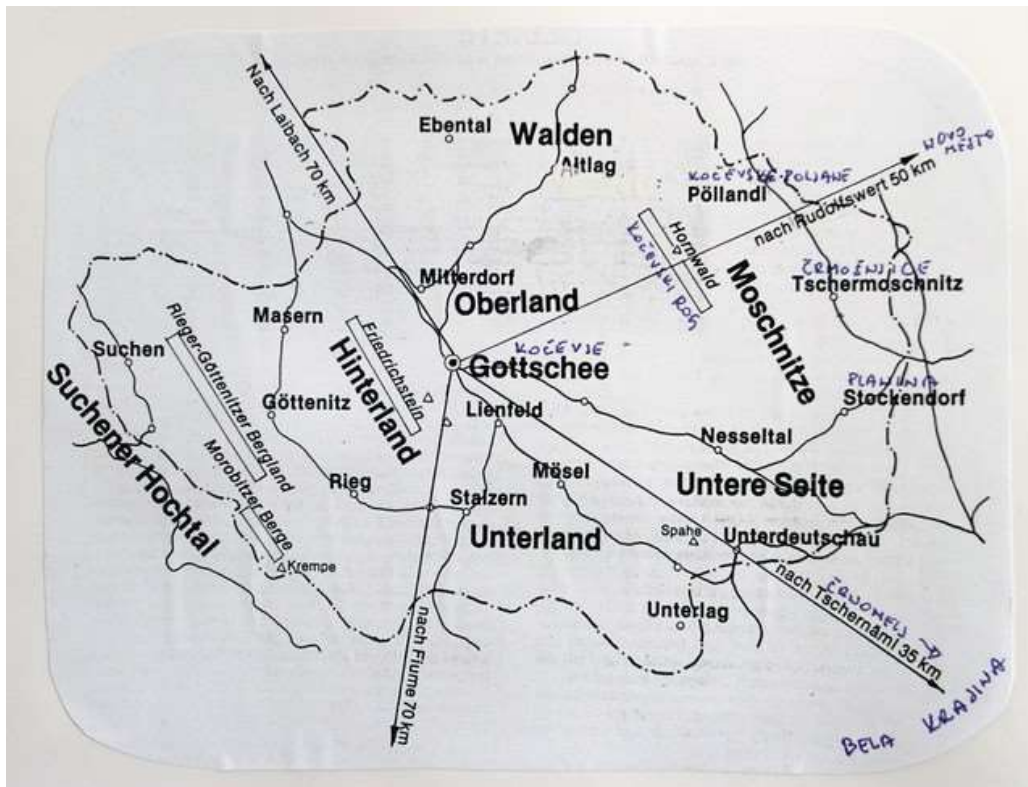 Nach Laibach 70 km
Ebental
Walden
Altlag
NOVO
MESTO
KOČEVSKE POLJANE
Pöllandl
nach Rudolfswert 50 km
Hornwald
KOČEVSKI ROG
Moschnitze
ČRMOŠNJICE
Tschermoschnitz
Mitterdorf
Oberland
Masern
Friedrichstein
Hinterland
KOČEVJE
Gottschee
Suchen
Rieger-Göttenitzer Bergland
Göttenitz
Lienfeld
PLANINA
Stockendorf
Suchener Hochtal
Morobitzer Berge
Nesseltal
Rieg
Mösel
Untere Seite
Stalzern
Unterland
Spahe
Unterdeutschau
Krempe
Unterlag
nach Fiume 70 km
nach Tschernämi 35 km
ČRNOMELJ
BELA KRAJINA